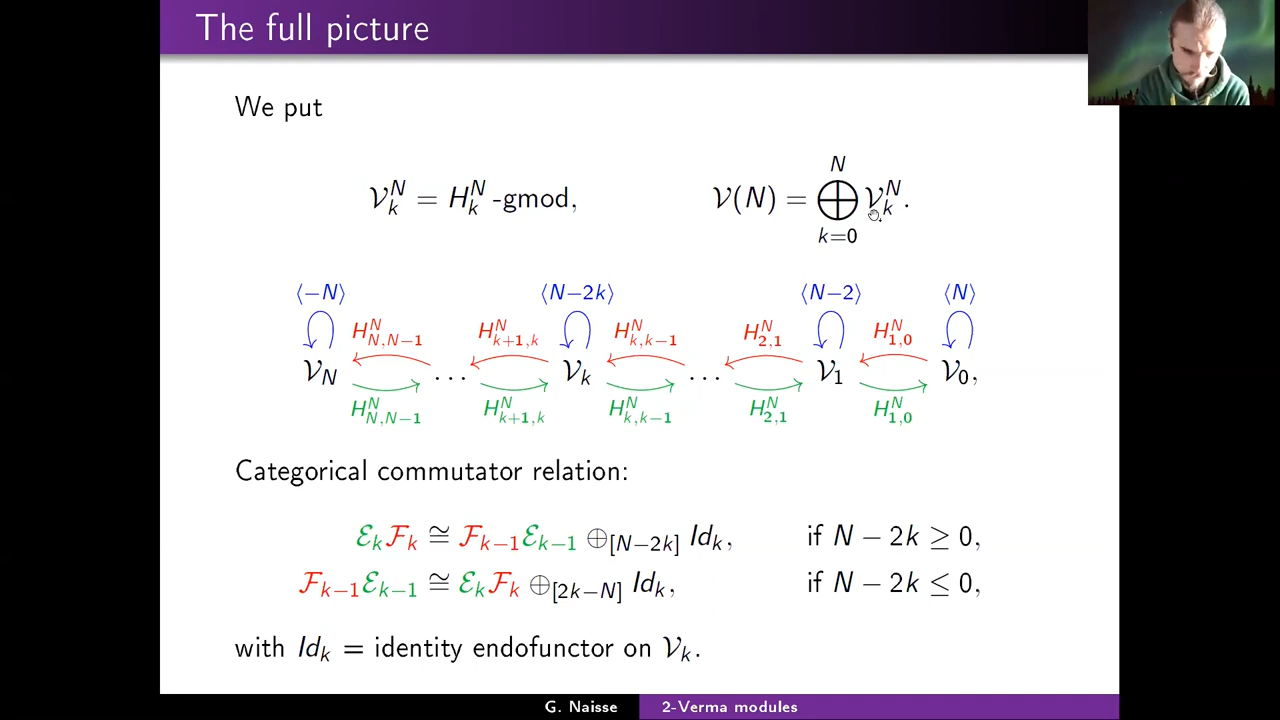 The full picture
We put
𝒱_k^N = H_k^N -gmod, 𝒱(N) = ⨁_{k=0}^{N} 𝒱_k^N.
⟨−N⟩ ⟨N−2k⟩ ⟨N−2⟩ ⟨N⟩
H^N_{N,N−1} H^N_{k+1,k} H^N_{k,k−1} H^N_{2,1} H^N_{1,0}
𝒱_N ... 𝒱_k ... 𝒱_1 𝒱_0,
H^N_{N,N−1} H^N_{k+1,k} H^N_{k,k−1} H^N_{2,1} H^N_{1,0}
Categorical commutator relation:
ℰ_kℱ_k ≅ ℱ_{k−1}ℰ_{k−1} ⊕_{[N−2k]} Id_k, if N − 2k ≥ 0,
ℱ_{k−1}ℰ_{k−1} ≅ ℰ_kℱ_k ⊕_{[2k−N]} Id_k, if N − 2k ≤ 0,
with Id_k = identity endofunctor on 𝒱_k.
G. Naisse 2-Verma modules